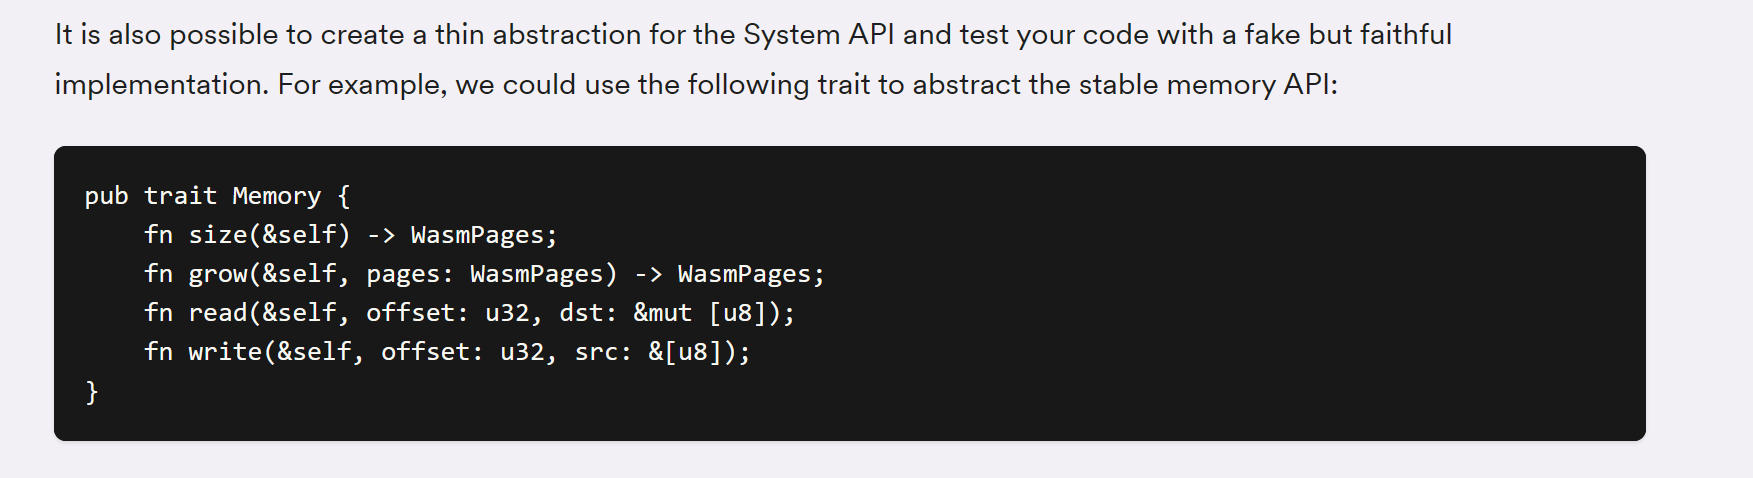 It is also possible to create a thin abstraction for the System API and test your code with a fake but faithful
implementation. For example, we could use the following trait to abstract the stable memory API:
pub trait Memory {
    fn size(&self) -> WasmPages;
    fn grow(&self, pages: WasmPages) -> WasmPages;
    fn read(&self, offset: u32, dst: &mut [u8]);
    fn write(&self, offset: u32, src: &[u8]);
}